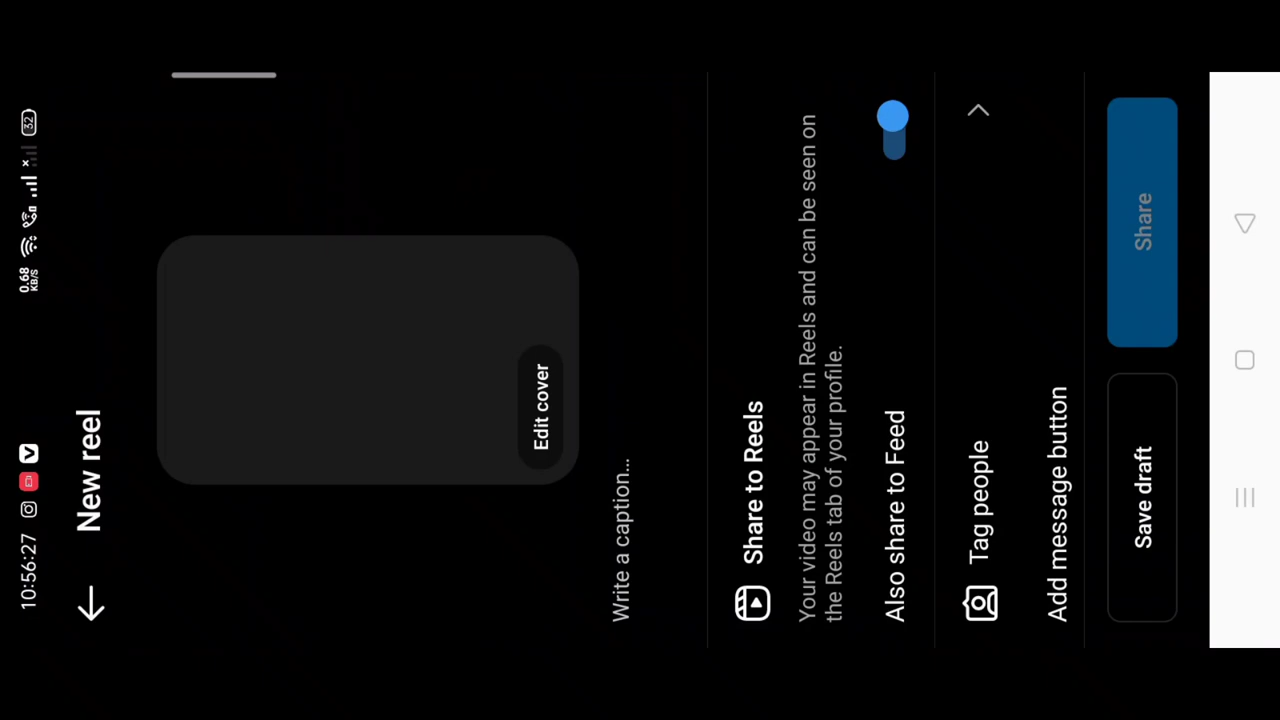 10:56:27
0.68
KB/S
32
New reel
Edit cover
Write a caption...
Share to Reels
Your video may appear in Reels and can be seen on
the Reels tab of your profile.
Also share to Feed
Tag people
Add message button
Save draft
Share